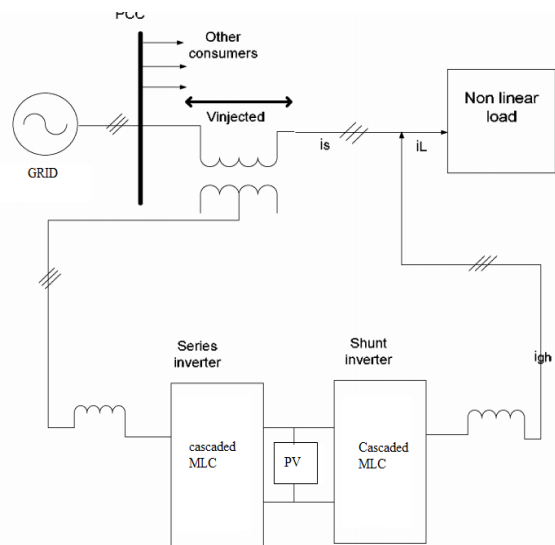 PCC
Other
consumers
Vinjected
Non linear
load
is
iL
GRID
Series
inverter
Shunt
inverter
igh
cascaded
MLC
PV
Cascaded
MLC